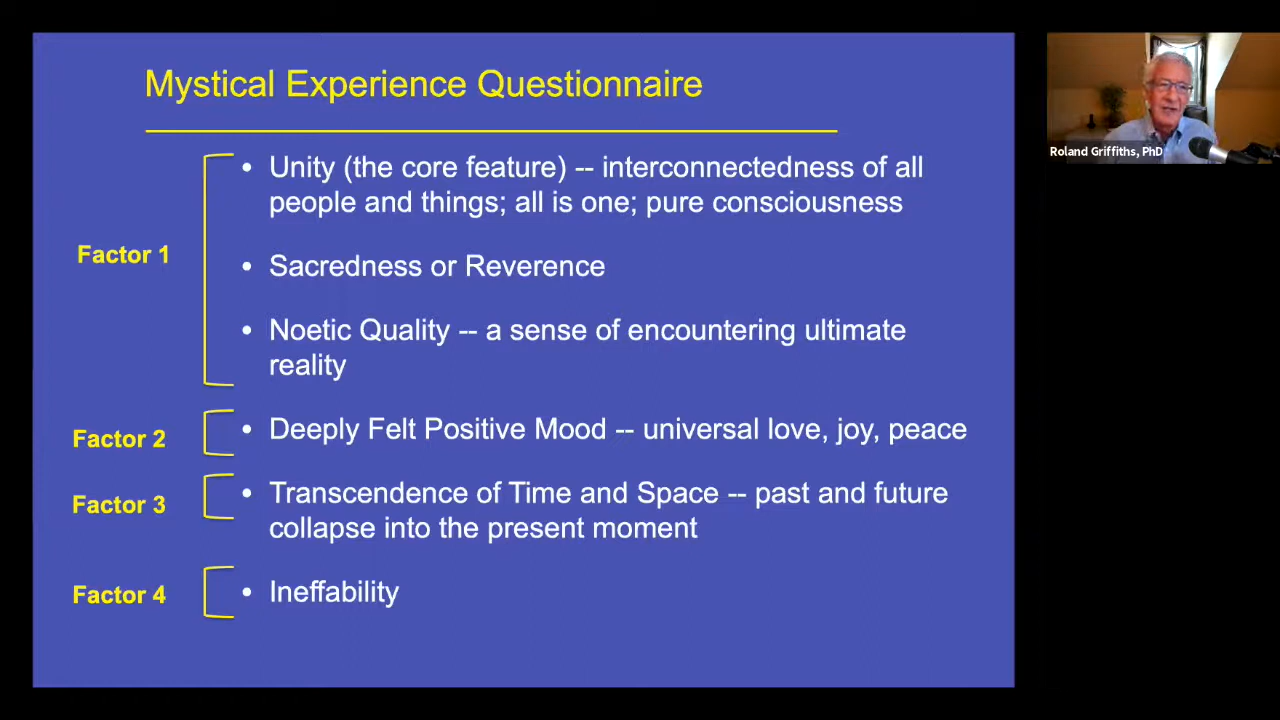 Mystical Experience Questionnaire
Factor 1
• Unity (the core feature) -- interconnectedness of all
people and things; all is one; pure consciousness
• Sacredness or Reverence
• Noetic Quality -- a sense of encountering ultimate
reality
Factor 2
• Deeply Felt Positive Mood -- universal love, joy, peace
Factor 3
• Transcendence of Time and Space -- past and future
collapse into the present moment
Factor 4
• Ineffability
Roland Griffiths, PhD